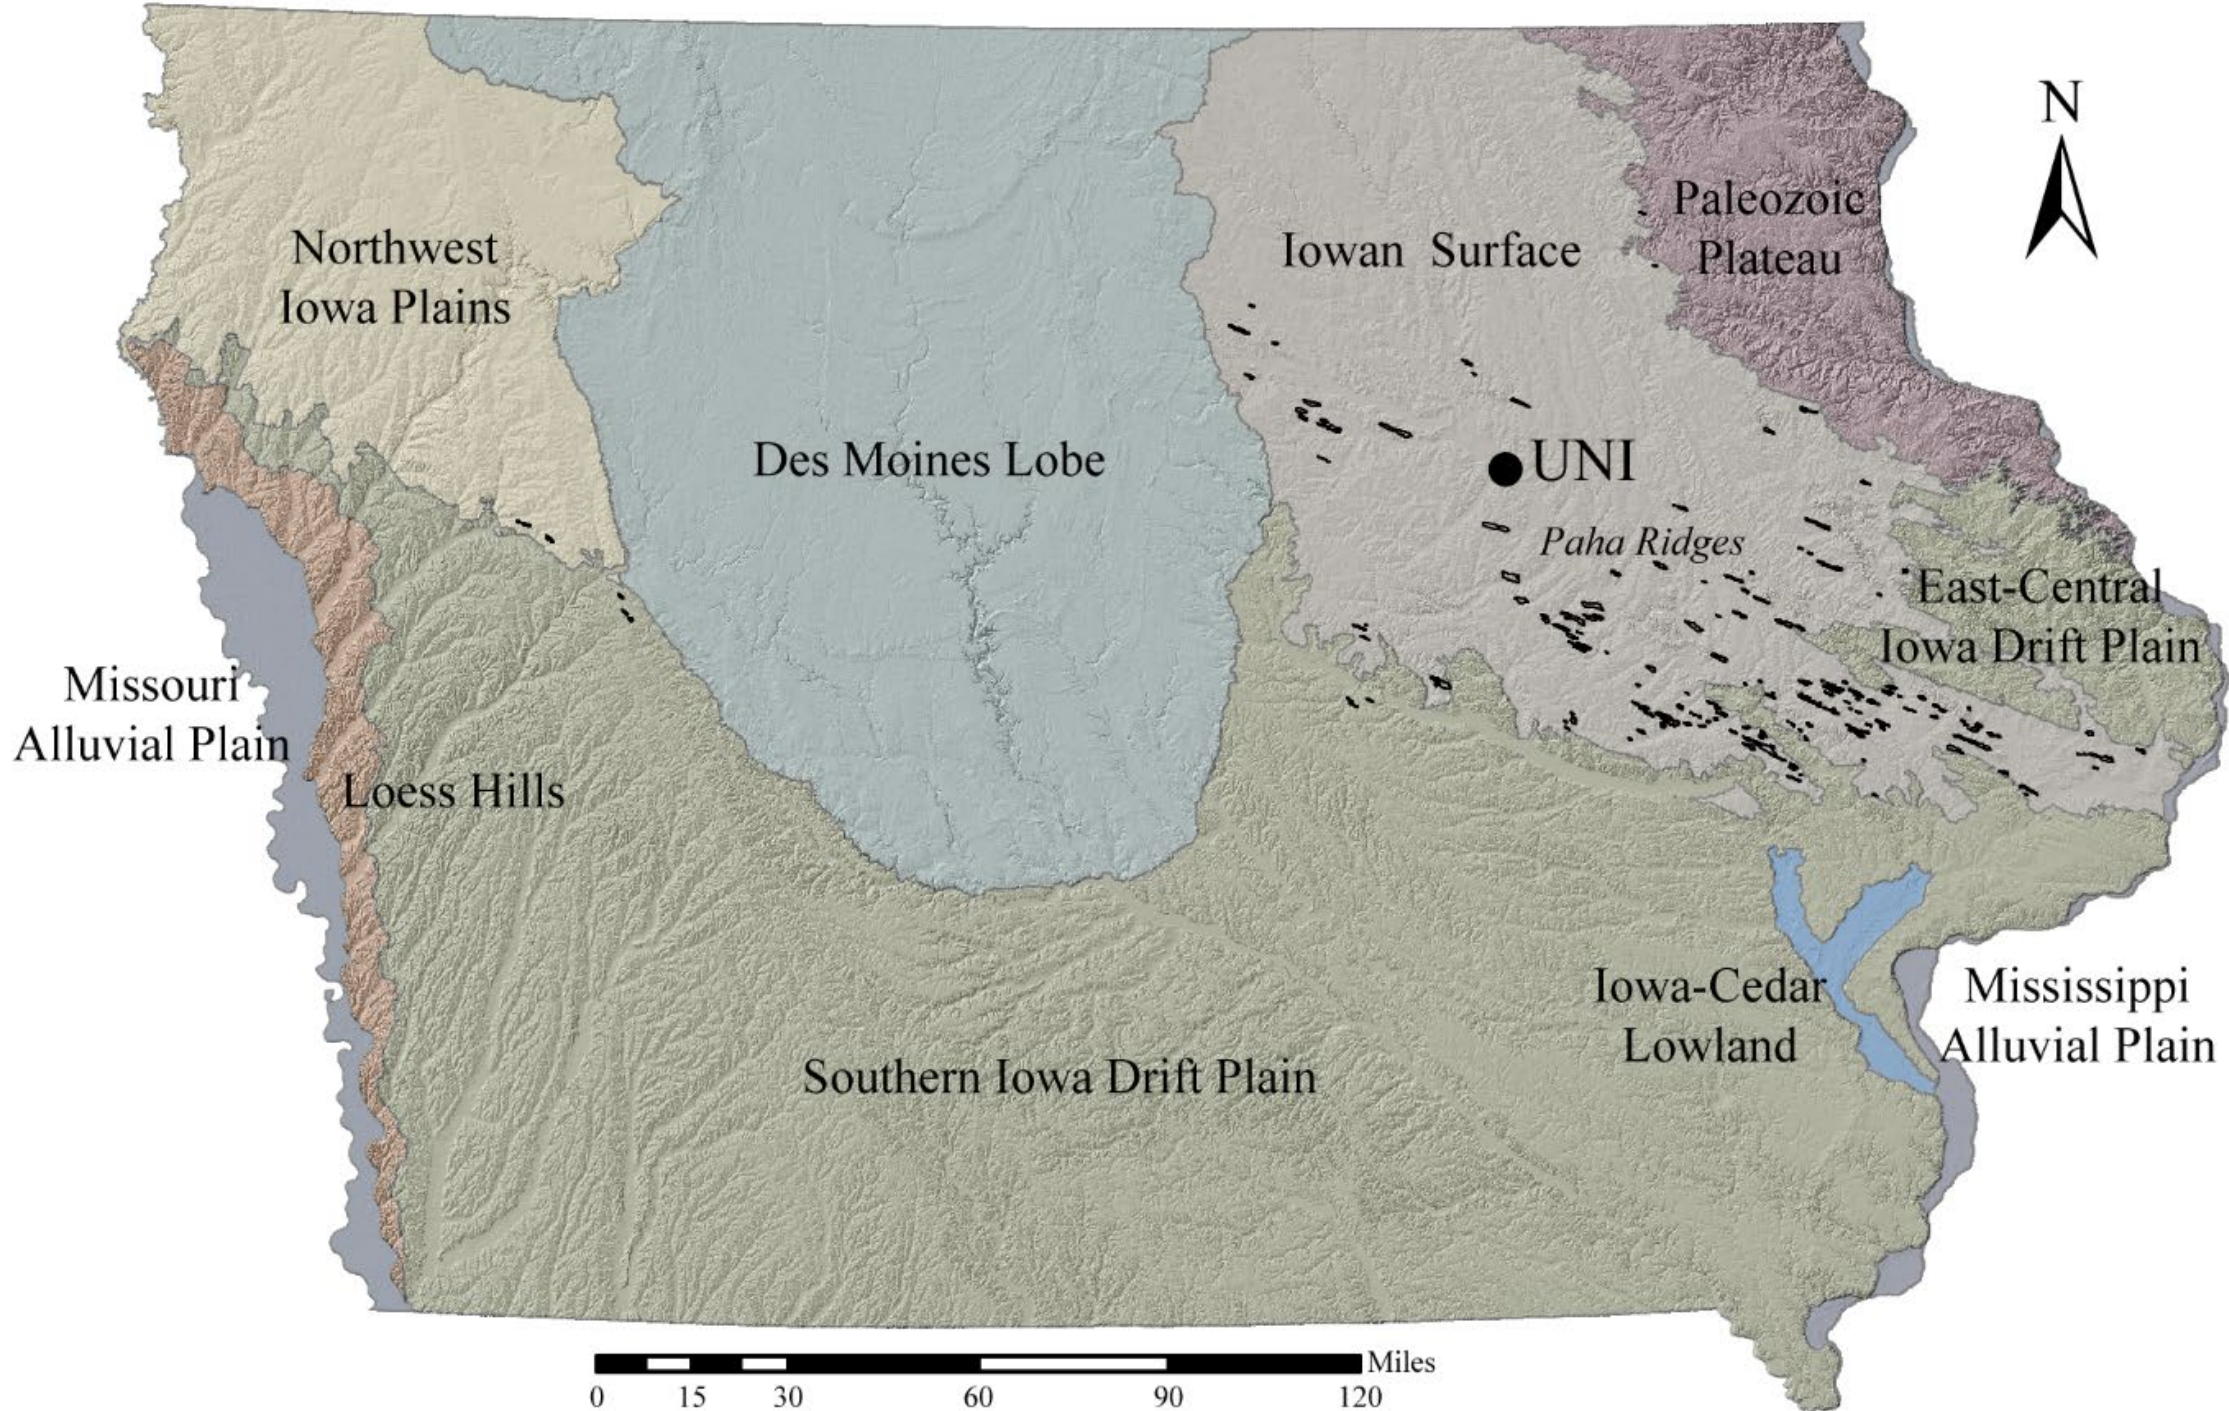 N
Paleozoic
Plateau
Northwest
Iowa Plains
Iowan Surface
Des Moines Lobe
UNI
Paha Ridges
East-Central
Iowa Drift Plain
Missouri
Alluvial Plain
Loess Hills
Iowa-Cedar
Lowland
Mississippi
Alluvial Plain
Southern Iowa Drift Plain
Miles
0 15 30 60 90 120